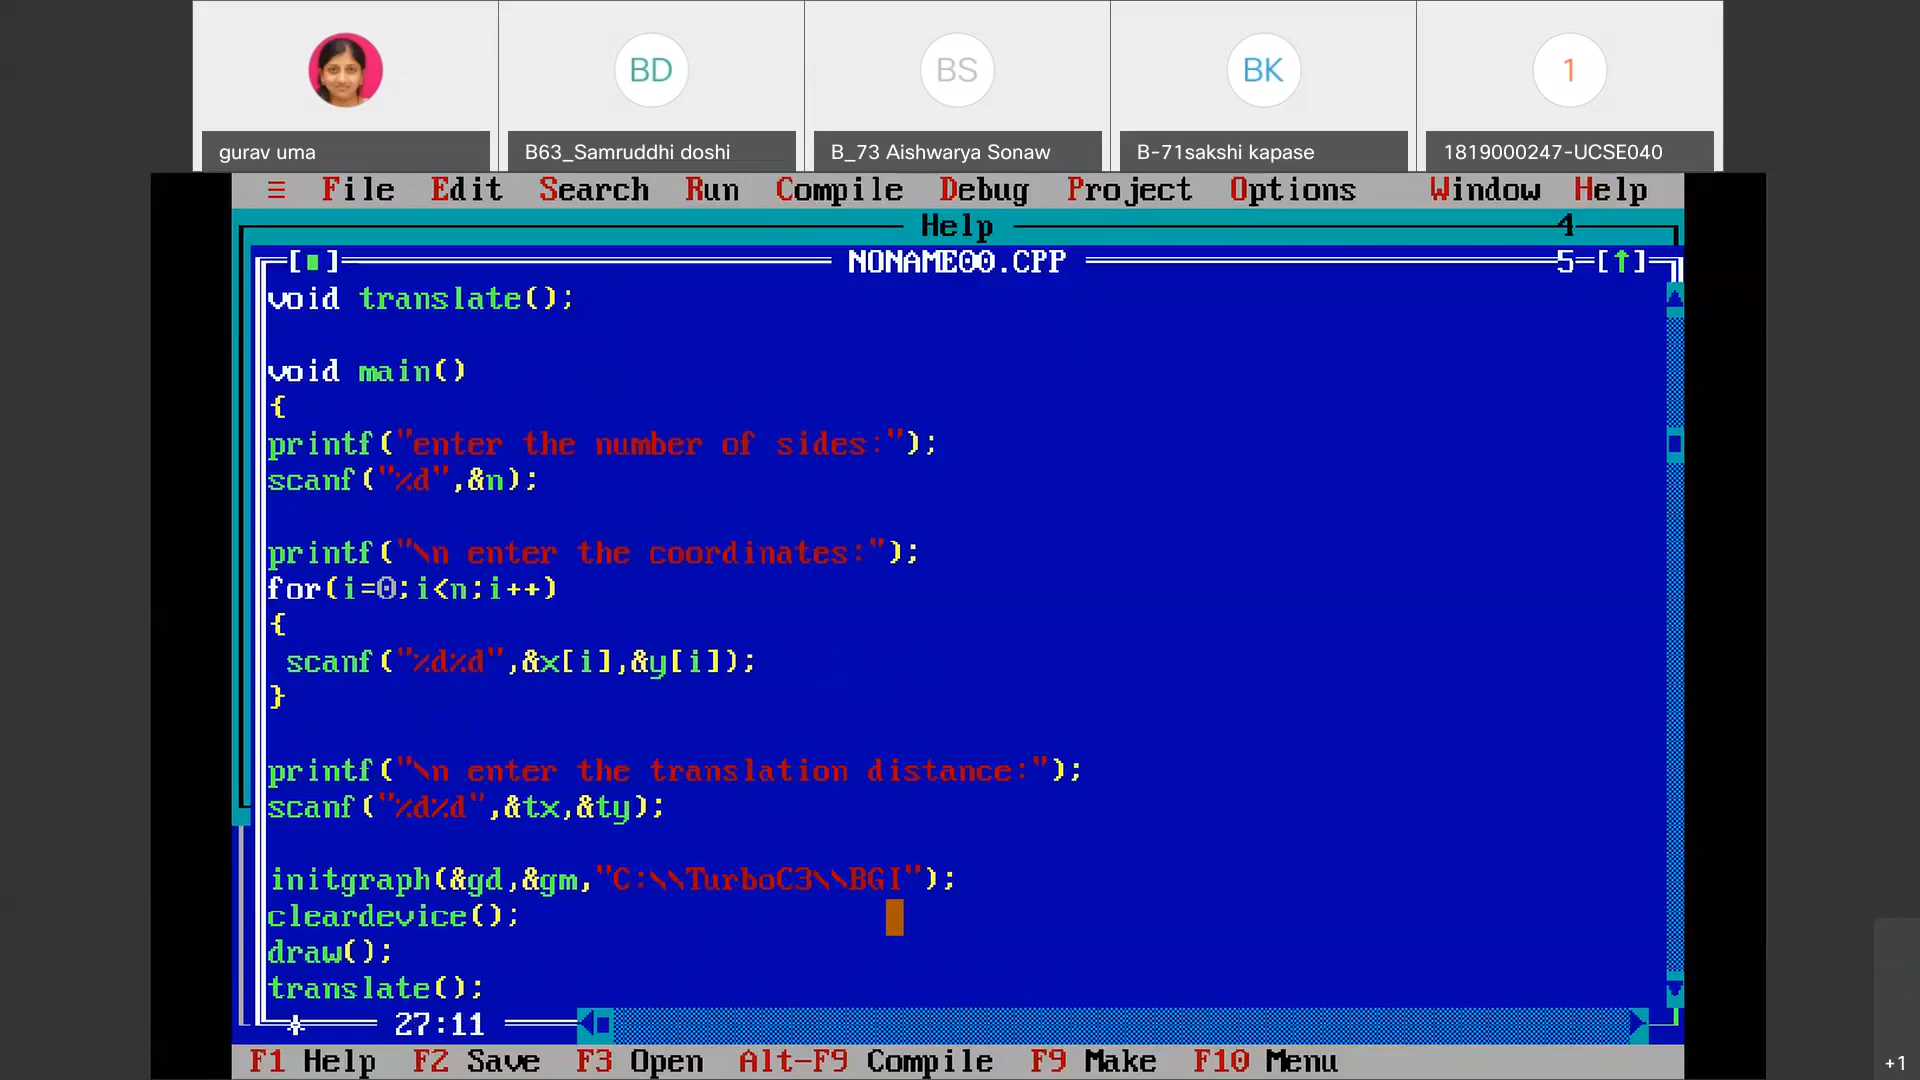 BD
BS
BK
1
gurav uma
B63_Samruddhi doshi
B_73 Aishwarya Sonaw
B-71sakshi kapase
1819000247-UCSE040
≡ File Edit Search Run Compile Debug Project Options Window Help
Help 4
[■] NONAME00.CPP 5=[↑]
void translate();
void main()
{
printf("enter the number of sides:");
scanf("%d",&n);
printf("\n enter the coordinates:");
for(i=0;i<n;i++)
{
scanf("%d%d",&x[i],&y[i]);
}
printf("\n enter the translation distance:");
scanf("%d%d",&tx,&ty);
initgraph(&gd,&gm,"C:\\TurboC3\\BGI");
cleardevice();
draw();
translate();
* 27:11
F1 Help F2 Save F3 Open Alt-F9 Compile F9 Make F10 Menu
+1